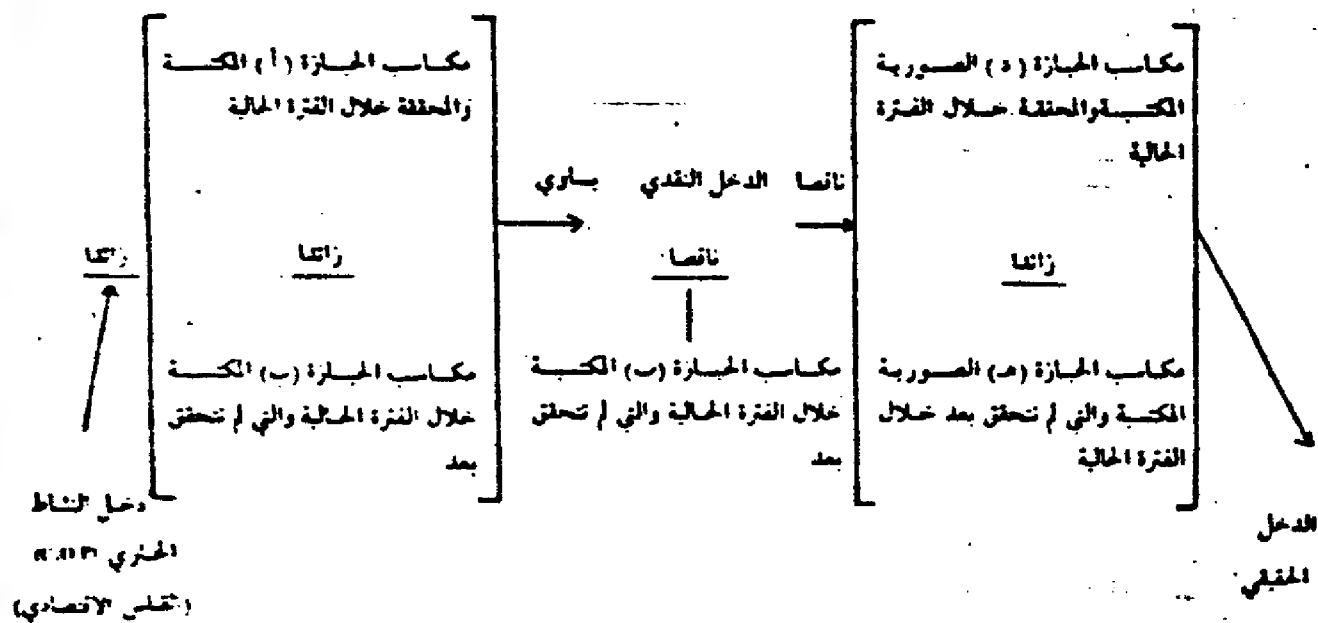 مكاسب الحيازة (أ) المكتسبة
والمحققة خلال الفترة الحالية
زائدا
مكاسب الحيازة (ب) المكتسبة
خلال الفترة الحالية والتي لم تتحقق
بعد
زائدا
دخل النشاط
الجاري
(المقاس الاقتصادي)
يساوي
الدخل النقدي
ناقصا
ناقصا
مكاسب الحيازة (ب) المكتسبة
خلال الفترة الحالية والتي لم تتحقق
بعد
مكاسب الحيازة (د) الصورية
المكتسبة والمحققة خلال الفترة
الحالية
زائدا
مكاسب الحيازة (هـ) الصورية
المكتسبة والتي لم تتحقق بعد خلال
الفترة الحالية
الدخل
الحقيقي